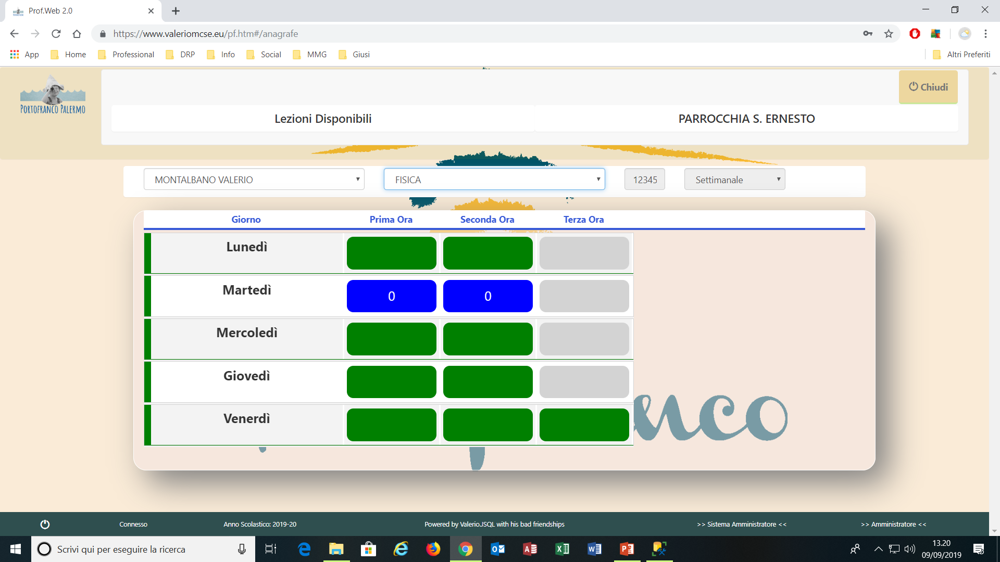 Prof.Web 2.0
https://www.valeriomcse.eu/pf.htm#/anagrafe
App Home Professional DRP Info Social MMG Giusi Altri Preferiti
PORTOFRANCO PALERMO
Chiudi
Lezioni Disponibili PARROCCHIA S. ERNESTO
MONTALBANO VALERIO FISICA 12345 Settimanale
Giorno Prima Ora Seconda Ora Terza Ora
Lunedì
Martedì 0 0
Mercoledì
Giovedì
Venerdì
nco
Connesso Anno Scolastico: 2019-20 Powered by ValerioJSQL with his bad friendships >> Sistema Amministratore << >> Amministratore <<
Scrivi qui per eseguire la ricerca
13.20
09/09/2019